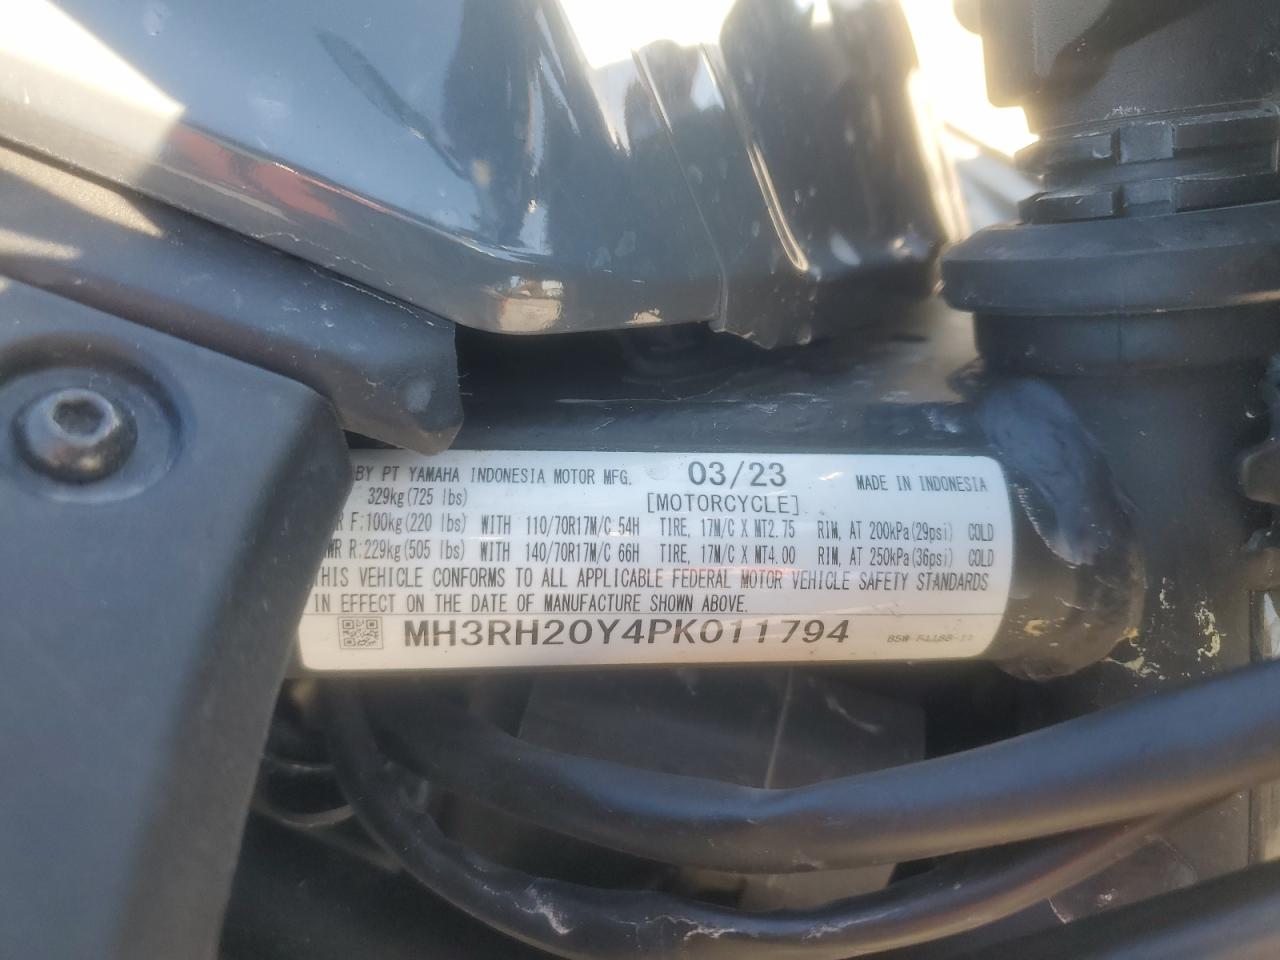 BY PT YAMAHA INDONESIA MOTOR MFG. 03/23 MADE IN INDONESIA
329kg(725 lbs) [MOTORCYCLE]
R F:100kg(220 lbs) WITH 110/70R17M/C 54H TIRE, 17M/C X MT2.75 RIM, AT 200kPa(29psi) COLD
WR R:229kg(505 lbs) WITH 140/70R17M/C 66H TIRE, 17M/C X MT4.00 RIM, AT 250kPa(36psi) COLD
THIS VEHICLE CONFORMS TO ALL APPLICABLE FEDERAL MOTOR VEHICLE SAFETY STANDARDS
IN EFFECT ON THE DATE OF MANUFACTURE SHOWN ABOVE.
MH3RH20Y4PK011794